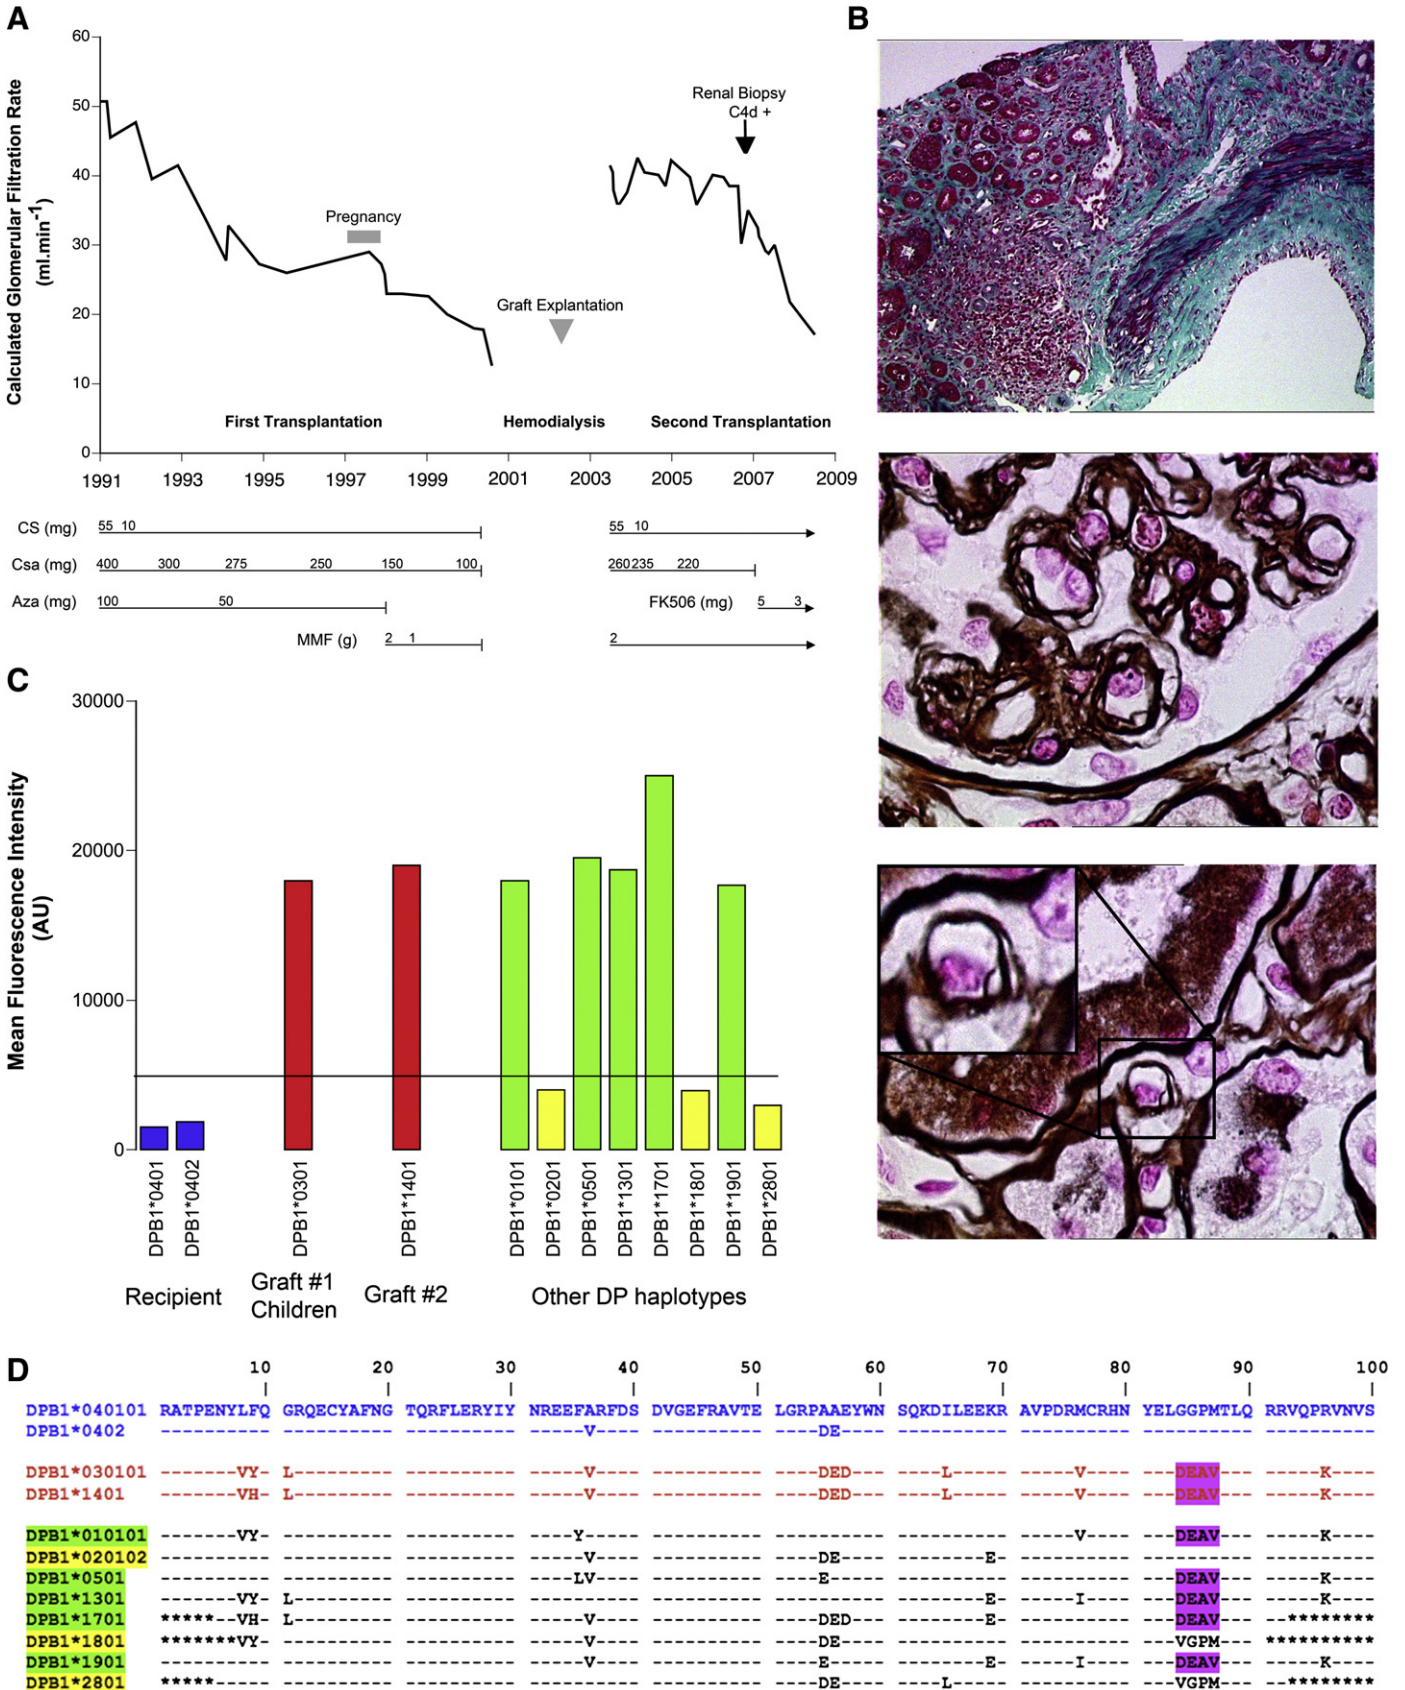 A
B
60
50
40
30
20
10
0
Calculated Glomerular Filtration Rate
(ml.min-1)
Renal Biopsy
C4d +
Pregnancy
Graft Explantation
First Transplantation Hemodialysis Second Transplantation
1991 1993 1995 1997 1999 2001 2003 2005 2007 2009
CS (mg) 55 10 55 10
Csa (mg) 400 300 275 250 150 100 260 235 220
Aza (mg) 100 50 FK506 (mg) 5 3
MMF (g) 2 1 2
C
30000
20000
10000
0
Mean Fluorescence Intensity
(AU)
DPB1*0401
DPB1*0402
DPB1*0301
DPB1*1401
DPB1*0101
DPB1*0201
DPB1*0501
DPB1*1301
DPB1*1701
DPB1*1801
DPB1*1901
DPB1*2801
Recipient
Graft #1
Children
Graft #2
Other DP haplotypes
D
10 20 30 40 50 60 70 80 90 100
DPB1*040101 RATPENYLFQ GRQECYAFNG TQRFLERYIY NREEFARFDS DVGEFRAVTE LGRPAAEYWN SQKDILEEKR AVPDRMCRHN YELGGPMTLQ RRVQPRVNVS
DPB1*0402 ---------- ---------- ---------- -----V---- ---------- ----DE---- ---------- ---------- ---------- ----------
DPB1*030101 -------VY- L--------- ---------- -----V---- ---------- ----DED--- ----L----- -----V---- ---DEAV--- -----K----
DPB1*1401 -------VH- L--------- ---------- -----V---- ---------- ----DED--- ----L----- -----V---- ---DEAV--- -----K----
DPB1*010101 -------VY- ---------- ---------- ----Y----- ---------- ---------- ---------- -----V---- ---DEAV--- -----K----
DPB1*020102 ---------- ---------- ---------- -----V---- ---------- ----DE---- --------E- ---------- ---------- ----------
DPB1*0501 ---------- ---------- ---------- ----LV---- ---------- ----E----- ---------- ---------- ---DEAV--- -----K----
DPB1*1301 -------VY- L--------- ---------- ---------- ---------- ---------- --------E- -----I---- ---DEAV--- -----K----
DPB1*1701 *****--VH- L--------- ---------- -----V---- ---------- ----DED--- --------E- ---------- ---DEAV--- --********
DPB1*1801 *******VY- ---------- ---------- -----V---- ---------- ----DE---- ---------- ---------- ---VGPM--- **********
DPB1*1901 ---------- ---------- ---------- -----V---- ---------- ----E----- --------E- -----I---- ---DEAV--- -----K----
DPB1*2801 *****----- ---------- ---------- -----V---- ---------- ----DE---- ----L----- ---------- ---VGPM--- --********